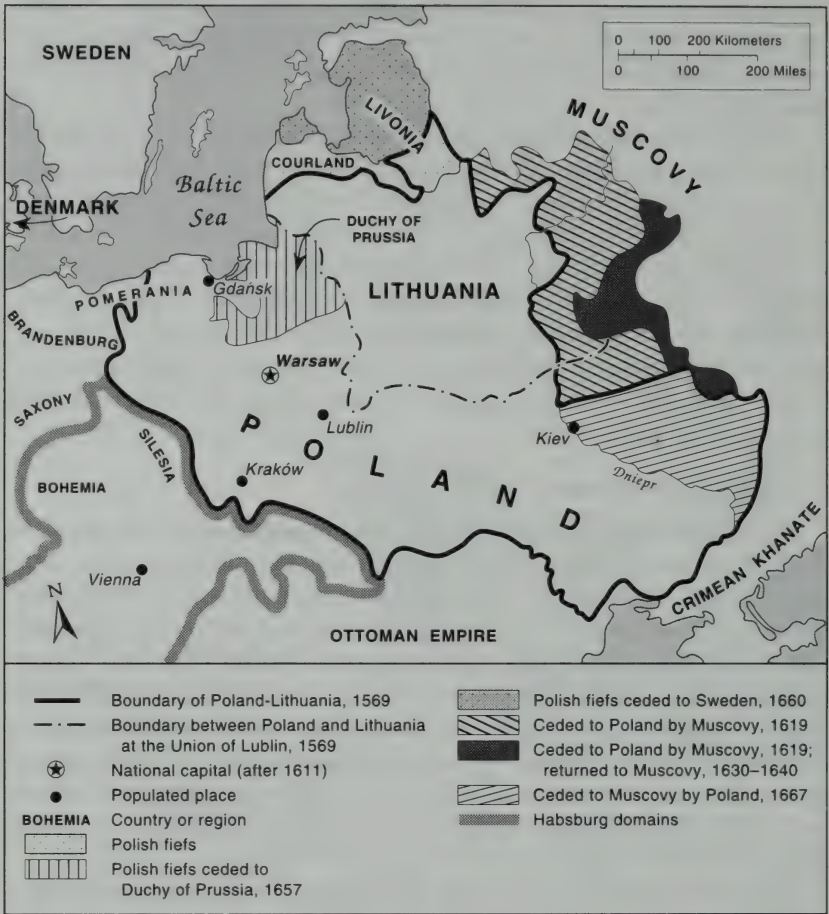 SWEDEN
0 100 200 Kilometers
0 100 200 Miles
MUSCOVY
LIVONIA
COURLAND
Baltic
Sea
DENMARK
DUCHY OF
PRUSSIA
LITHUANIA
POMERANIA
Gdańsk
BRANDENBURG
Warsaw
SAXONY
SILESIA
Lublin
POLAND
Kiev
Kraków
Dniepr
BOHEMIA
Vienna
N
CRIMEAN KHANATE
OTTOMAN EMPIRE
Boundary of Poland-Lithuania, 1569
Boundary between Poland and Lithuania
at the Union of Lublin, 1569
National capital (after 1611)
Populated place
BOHEMIA Country or region
Polish fiefs
Polish fiefs ceded to
Duchy of Prussia, 1657
Polish fiefs ceded to Sweden, 1660
Ceded to Poland by Muscovy, 1619
Ceded to Poland by Muscovy, 1619;
returned to Muscovy, 1630–1640
Ceded to Muscovy by Poland, 1667
Habsburg domains